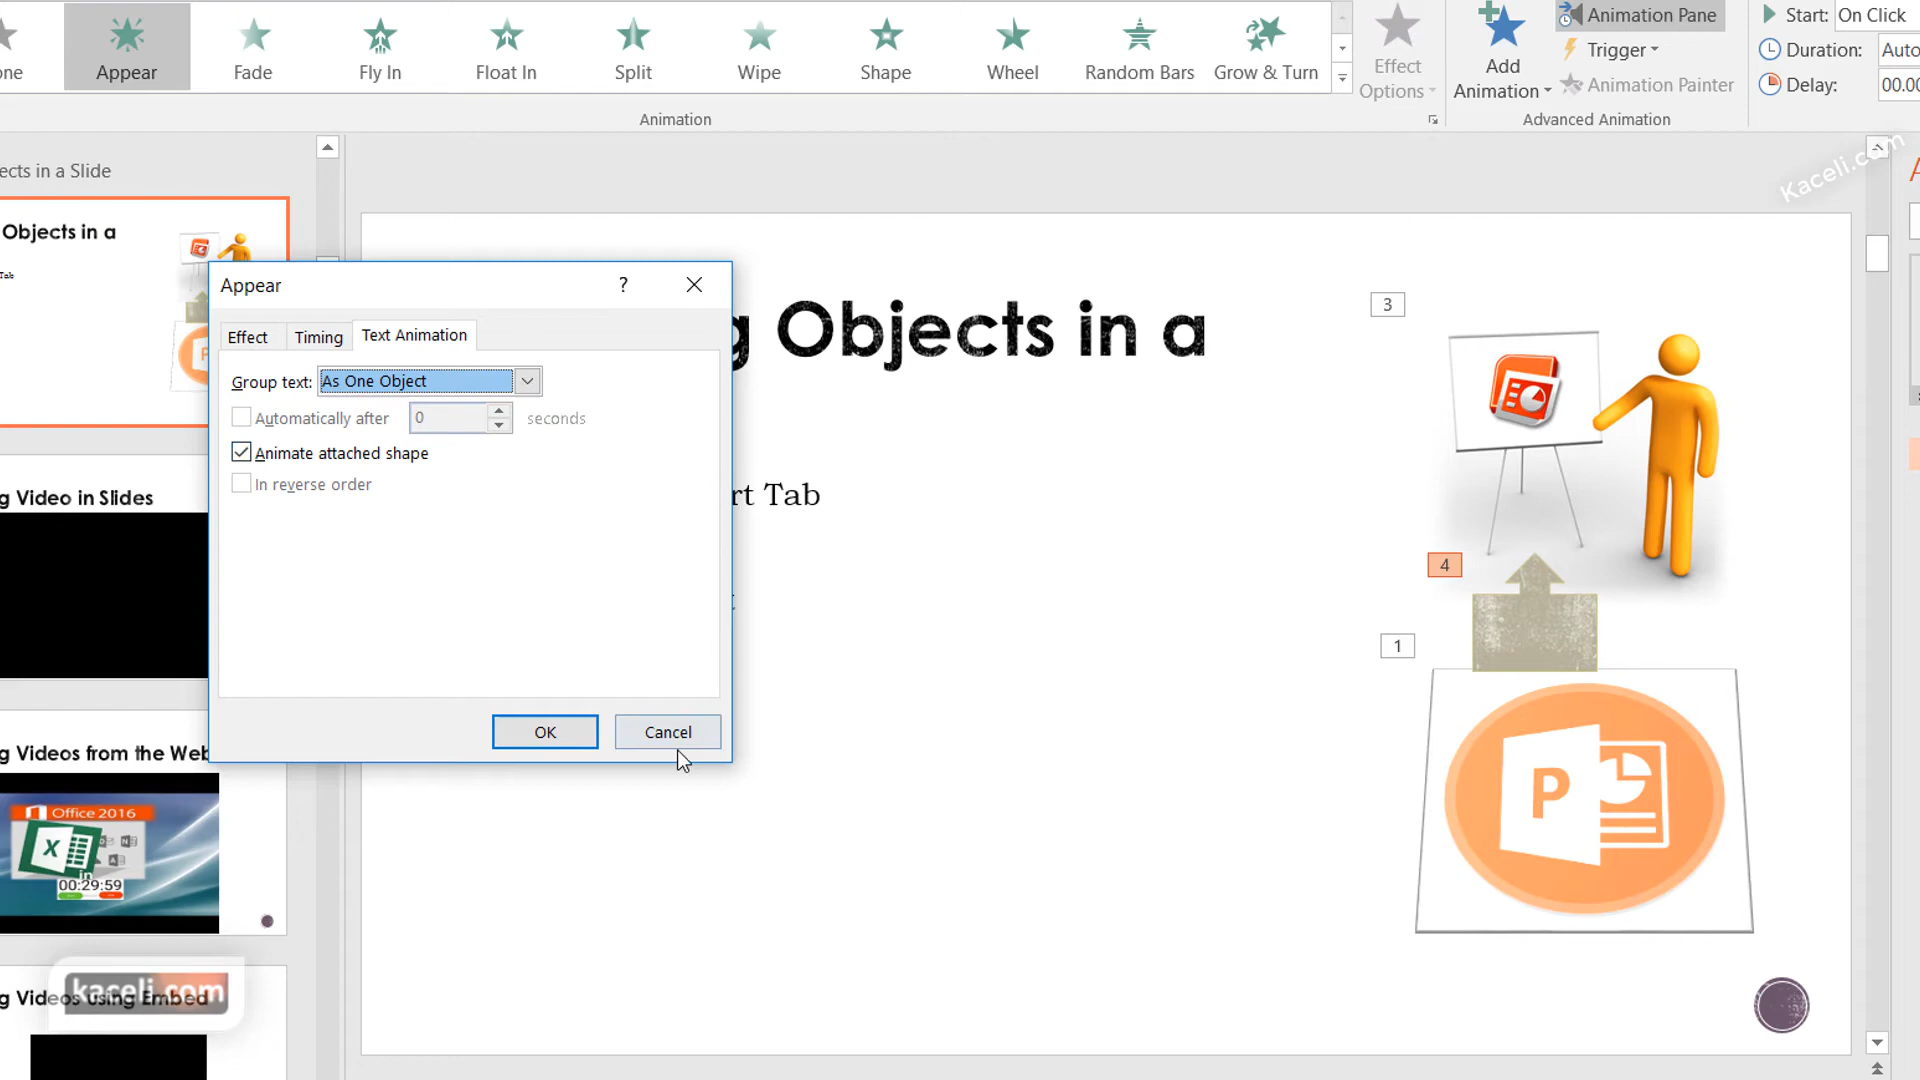 one
Appear
Fade
Fly In
Float In
Split
Wipe
Shape
Wheel
Random Bars
Grow & Turn
Effect
Options
Add
Animation
Animation Pane
Trigger
Animation Painter
Start: On Click
Duration: Auto
Delay: 00.00
Animation
Advanced Animation
Kaceli.com
ects in a Slide
Objects in a
Tab
Appear
?
Effect
Timing
Text Animation
Group text: As One Object
Automatically after 0 seconds
Animate attached shape
In reverse order
OK
Cancel
g Objects in a
rt Tab
3
4
1
P
g Video in Slides
g Videos from the Web
Office 2016
X
in
00:29:59
g Videos using Embed
kaceli.com